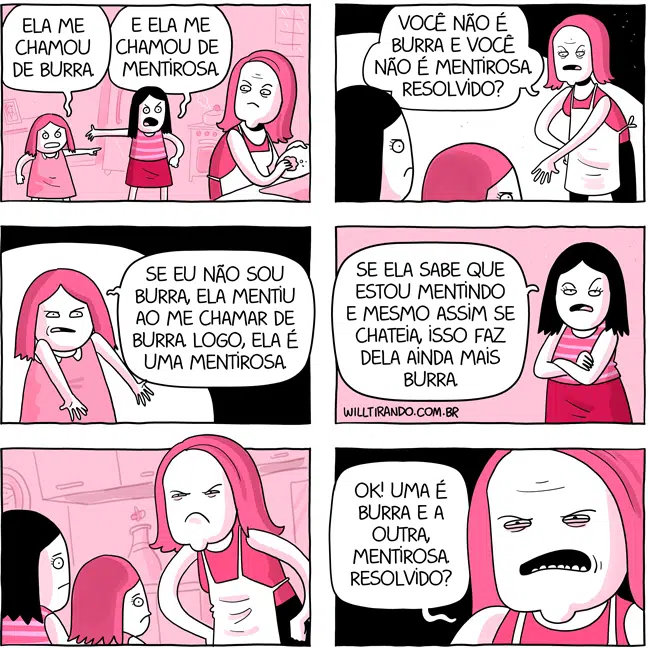 ELA ME
CHAMOU
DE BURRA.
E ELA ME
CHAMOU DE
MENTIROSA.
VOCÊ NÃO É
BURRA E VOCÊ
NÃO É MENTIROSA.
RESOLVIDO?
SE EU NÃO SOU
BURRA, ELA MENTIU
AO ME CHAMAR DE
BURRA. LOGO, ELA É
UMA MENTIROSA.
SE ELA SABE QUE
ESTOU MENTINDO
E MESMO ASSIM SE
CHATEIA, ISSO FAZ
DELA AINDA MAIS
BURRA.
WILLTIRANDO.COM.BR
OK! UMA É
BURRA E A
OUTRA,
MENTIROSA.
RESOLVIDO?